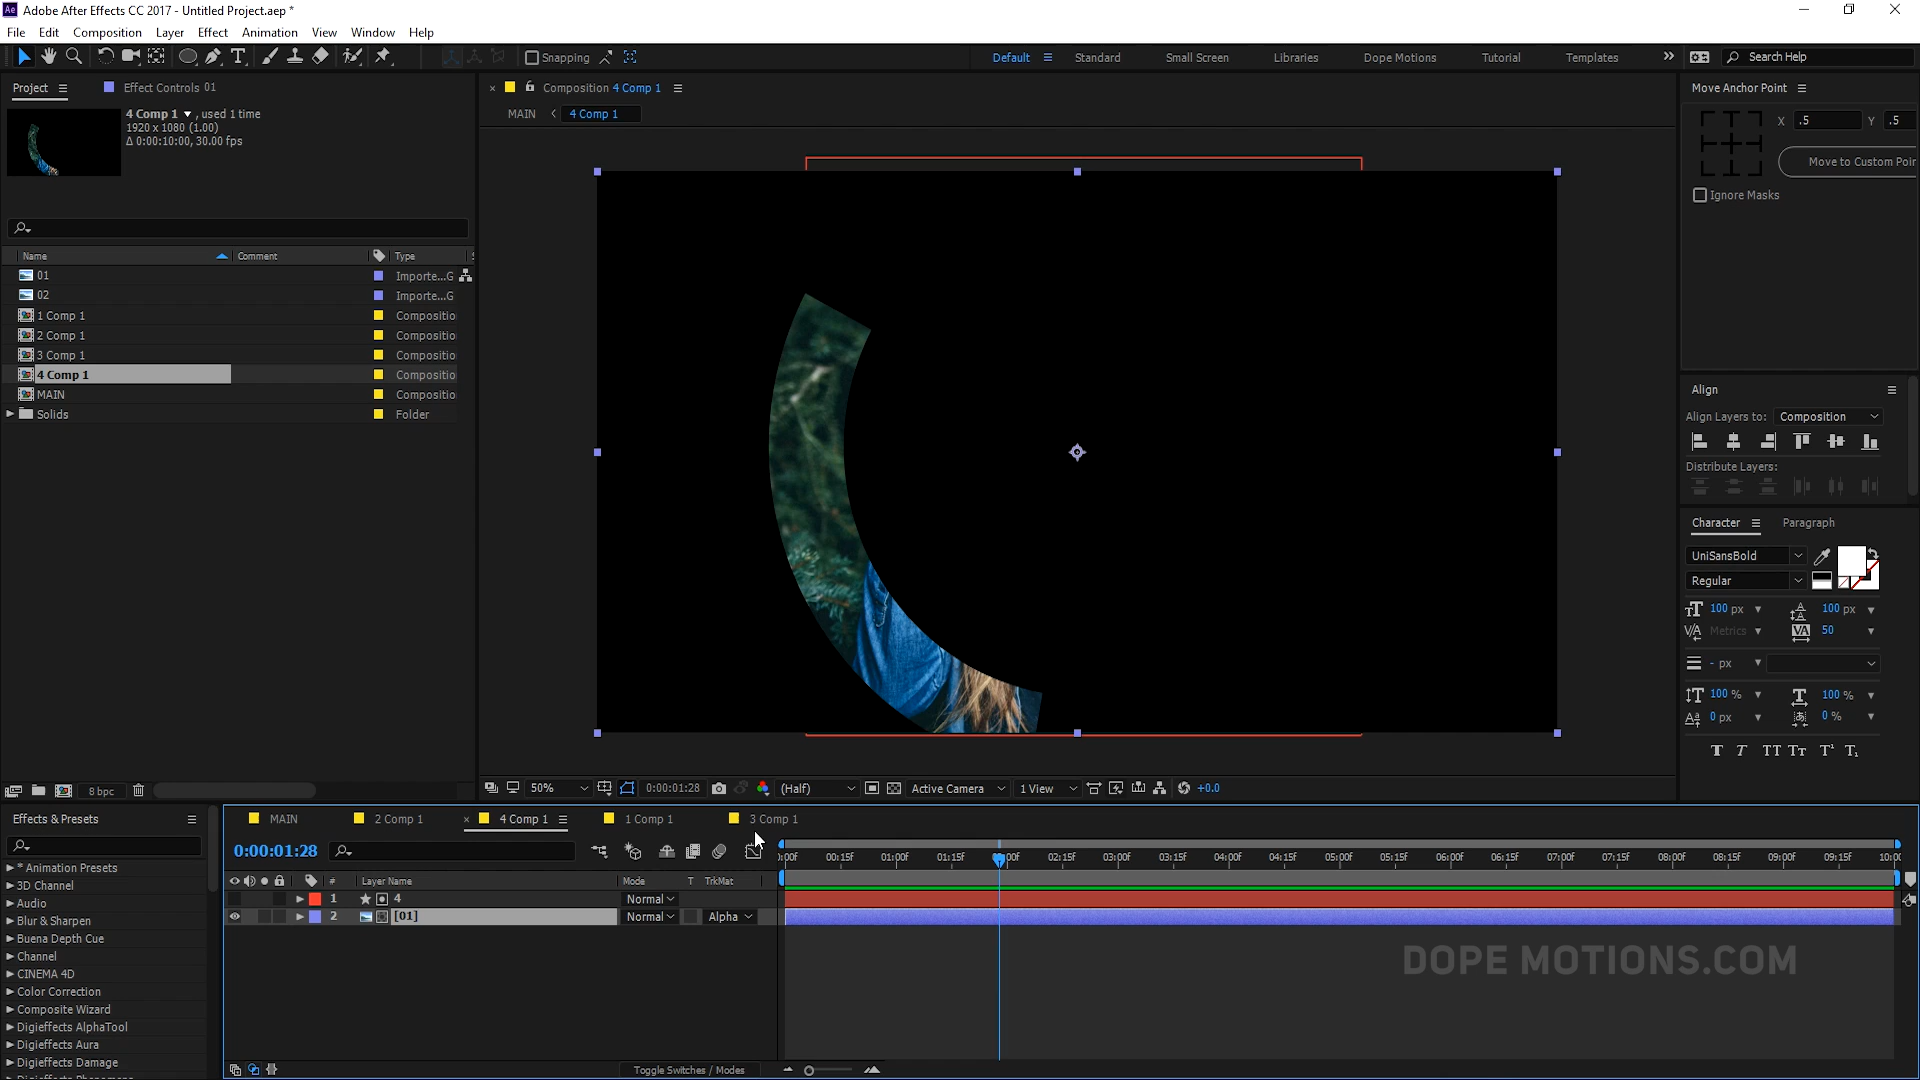 Adobe After Effects CC 2017 - Untitled Project.aep *
File Edit Composition Layer Effect Animation View Window Help
Snapping Default Standard Small Screen Libraries Dope Motions Tutorial Templates Search Help
Project Effect Controls 01
4 Comp 1 , used 1 time
1920 x 1080 (1.00)
Δ 0:00:10:00, 30.00 fps
Name Comment Type
01 Importe...G
02 Importe...G
1 Comp 1 Compositio
2 Comp 1 Compositio
3 Comp 1 Compositio
4 Comp 1 Compositio
MAIN Compositio
Solids Folder
8 bpc
Composition 4 Comp 1
MAIN 4 Comp 1
50% 0:00:01:28 (Half) Active Camera 1 View +0.0
Move Anchor Point
X .5 Y .5
Move to Custom Poir
Ignore Masks
Align
Align Layers to: Composition
Distribute Layers:
Character Paragraph
UniSansBold
Regular
100 px 100 px
Metrics 50
- px
100 % 100 %
0 px 0 %
Effects & Presets
* Animation Presets
3D Channel
Audio
Blur & Sharpen
Buena Depth Cue
Channel
CINEMA 4D
Color Correction
Composite Wizard
Digieffects AlphaTool
Digieffects Aura
Digieffects Damage
MAIN 2 Comp 1 4 Comp 1 1 Comp 1 3 Comp 1
0:00:01:28
:00f 00:15f 01:00f 01:15f 00f 02:15f 03:00f 03:15f 04:00f 04:15f 05:00f 05:15f 06:00f 06:15f 07:00f 07:15f 08:00f 08:15f 09:00f 09:15f 10:00
# Layer Name Mode T TrkMat
1 4 Normal
2 [01] Normal Alpha
DOPE MOTIONS.COM
Toggle Switches / Modes